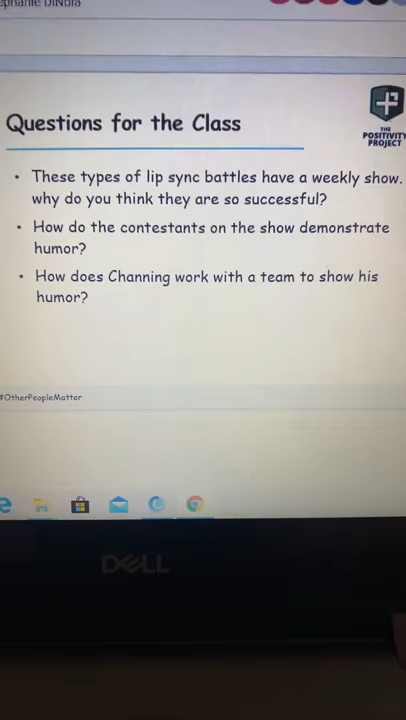 ephanie DiNola
Questions for the Class
THE
POSITIVITY
PROJECT
• These types of lip sync battles have a weekly show.
why do you think they are so successful?
• How do the contestants on the show demonstrate
humor?
• How does Channing work with a team to show his
humor?
#OtherPeopleMatter
DELL